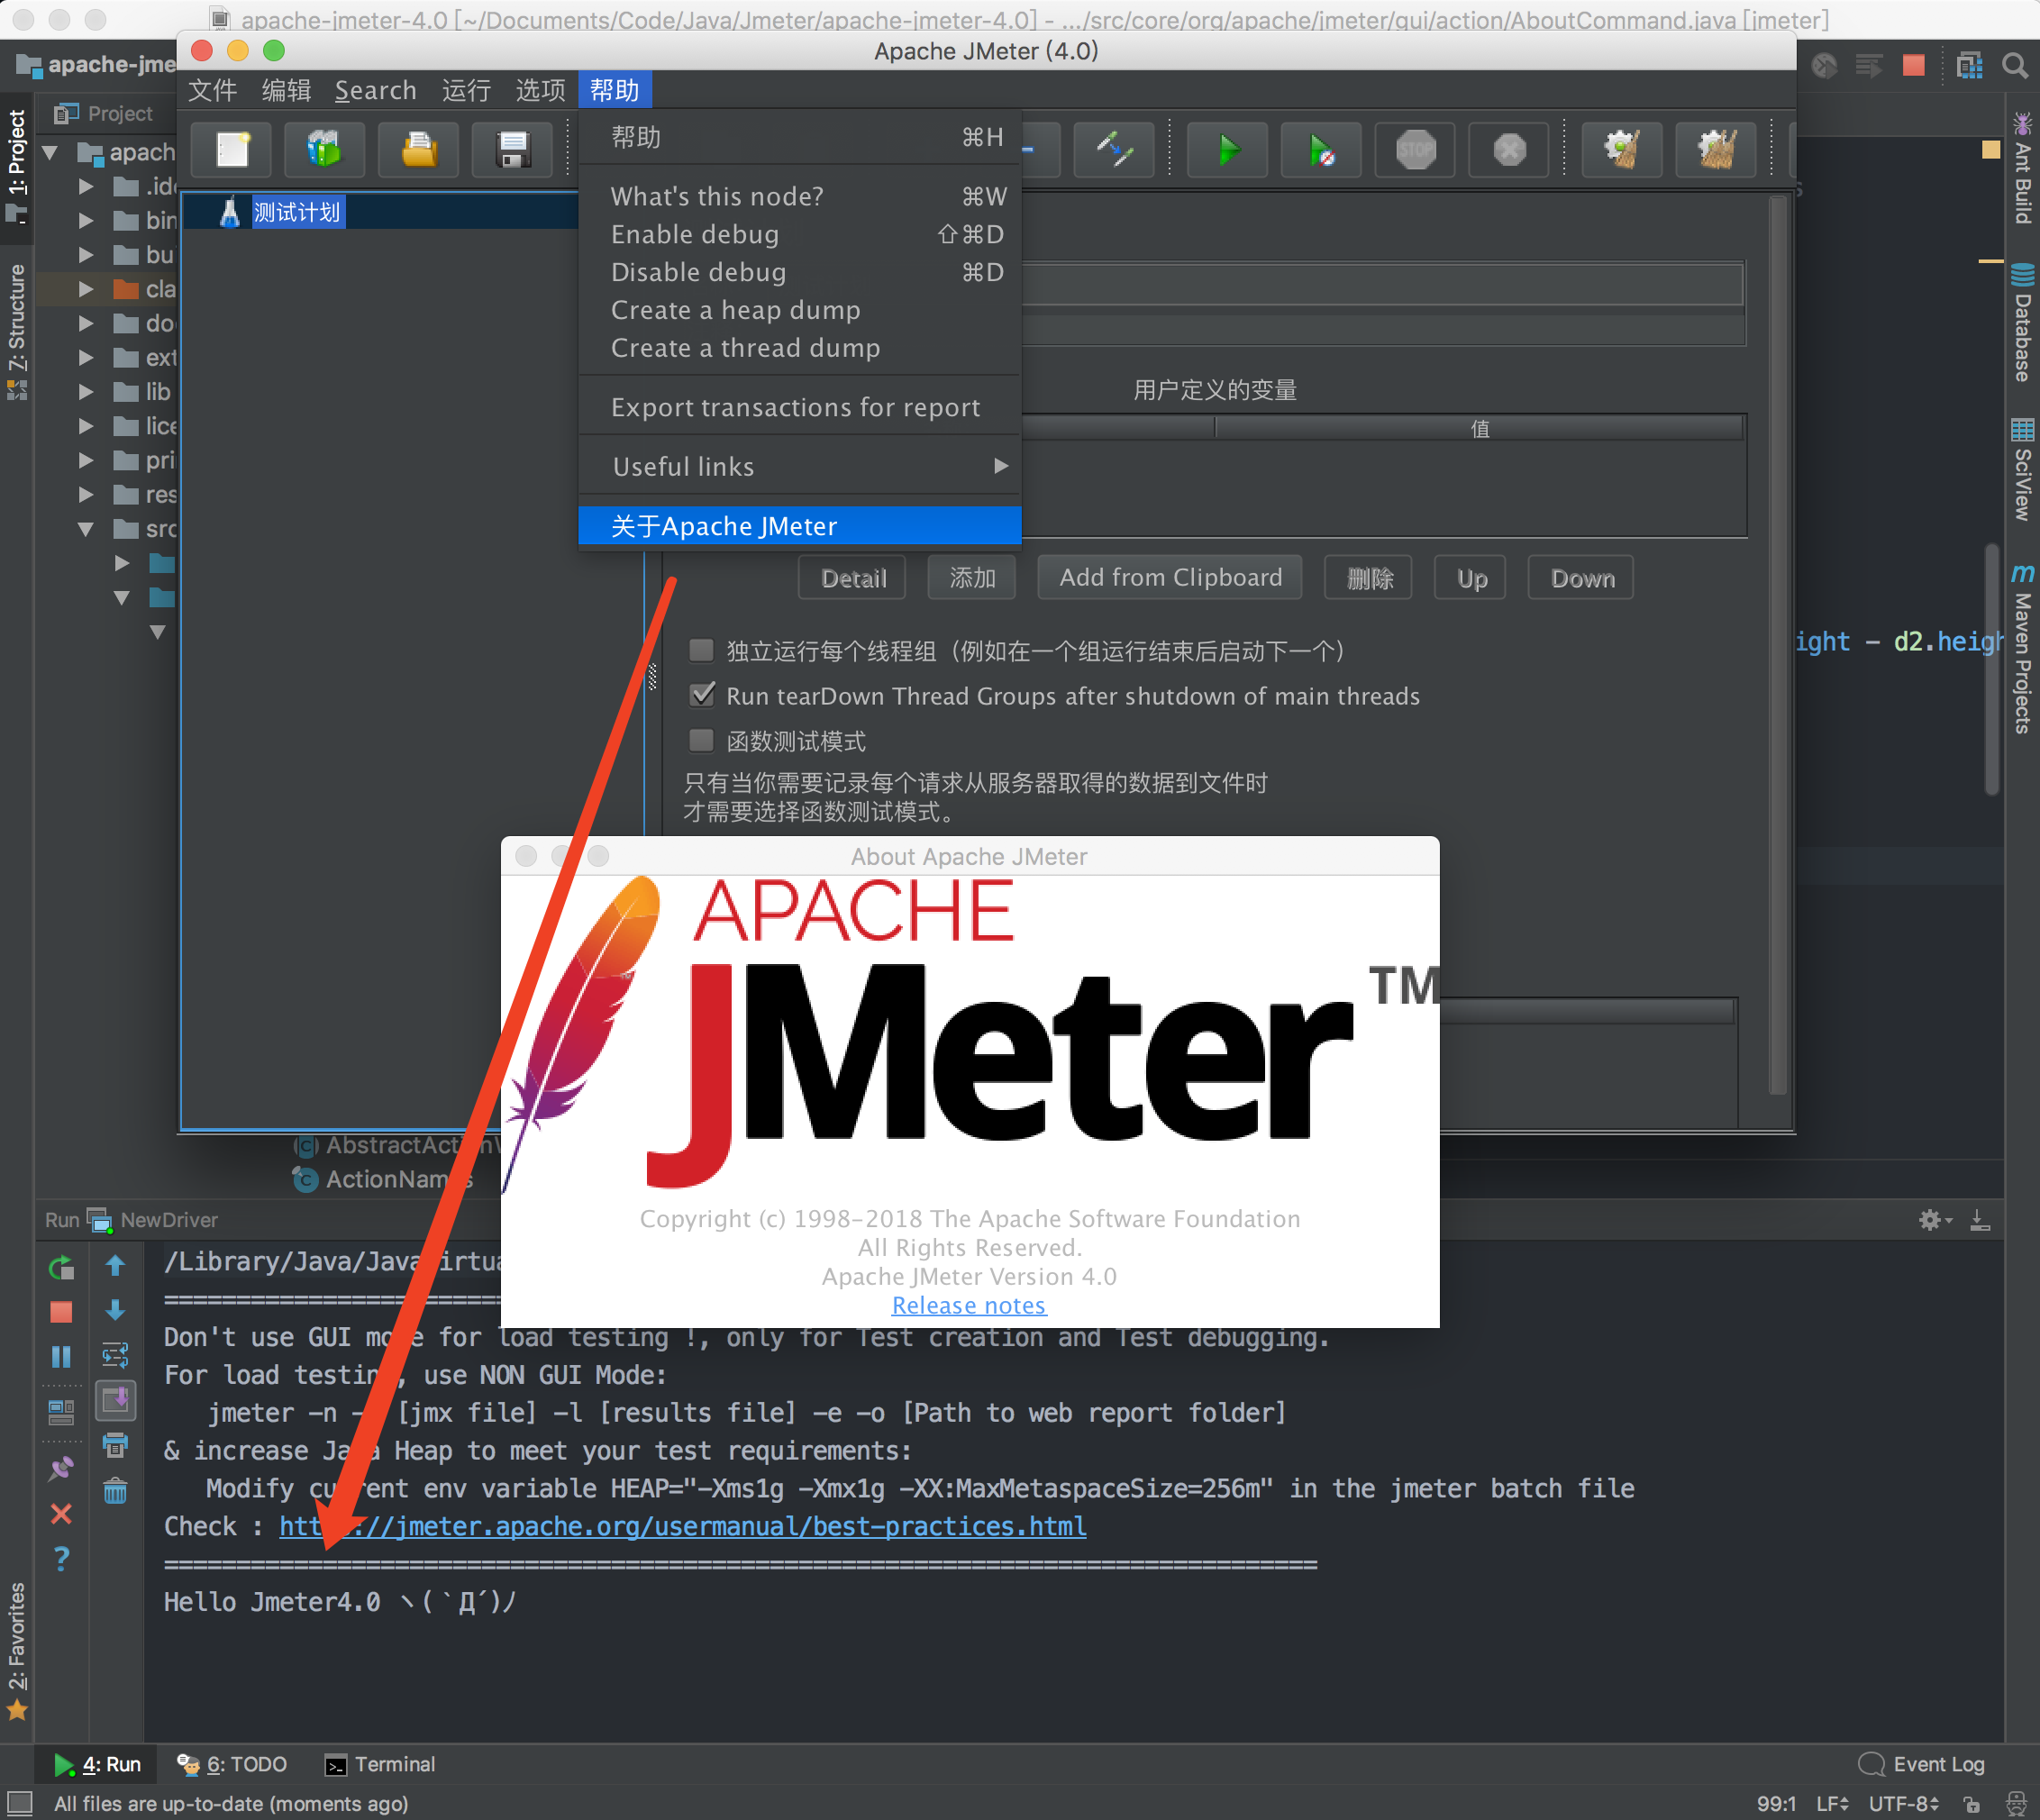 apache-jmeter-4.0 [~/Documents/Code/Java/Jmeter/apache-jmeter-4.0] - .../src/core/org/apache/jmeter/gui/action/AboutCommand.java [jmeter]
apache-jme
Apache JMeter (4.0)
文件 编辑 Search 运行 选项 帮助
Project
1: Project
7: Structure
2: Favorites
apach
.ide
bin
bu
cla
do
ext
lib
lice
pri
res
src
STOP
测试计划
帮助 ⌘H
What's this node? ⌘W
Enable debug ⇧⌘D
Disable debug ⌘D
Create a heap dump
Create a thread dump
Export transactions for report
Useful links
关于Apache JMeter
用户定义的变量
值
Detail 添加 Add from Clipboard 删除 Up Down
独立运行每个线程组（例如在一个组运行结束后启动下一个）
Run tearDown Thread Groups after shutdown of main threads
函数测试模式
只有当你需要记录每个请求从服务器取得的数据到文件时
才需要选择函数测试模式。
ight - d2.heigh
Ant Build
Database
SciView
m Maven Projects
About Apache JMeter
APACHE
JMeter TM
Copyright (c) 1998-2018 The Apache Software Foundation
All Rights Reserved.
Apache JMeter Version 4.0
Release notes
AbstractAction
ActionNames
Run NewDriver
/Library/Java/JavaVirtua
================================================================================
Don't use GUI mode for load testing !, only for Test creation and Test debugging.
For load testing, use NON GUI Mode:
jmeter -n - [jmx file] -l [results file] -e -o [Path to web report folder]
& increase Java Heap to meet your test requirements:
Modify current env variable HEAP="-Xms1g -Xmx1g -XX:MaxMetaspaceSize=256m" in the jmeter batch file
Check : https://jmeter.apache.org/usermanual/best-practices.html
================================================================================
Hello Jmeter4.0 ヽ(｀Д´)ﾉ
4: Run 6: TODO Terminal Event Log
All files are up-to-date (moments ago) 99:1 LF UTF-8